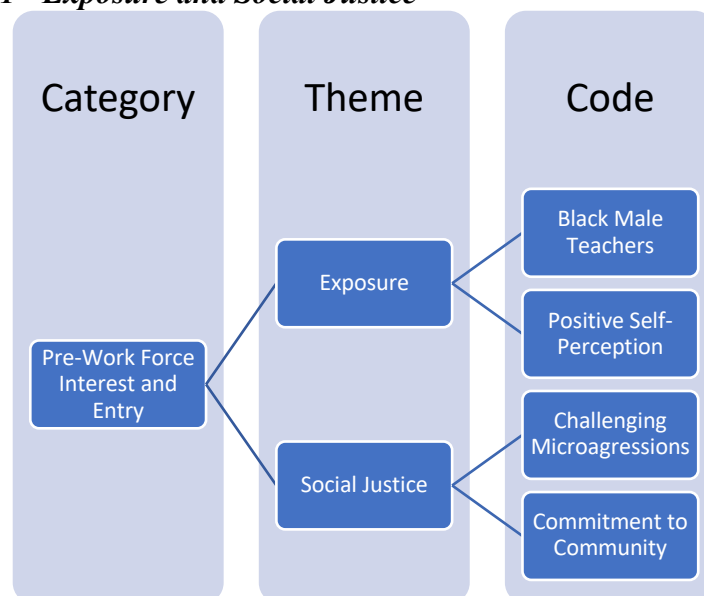 Exposure and Social Justice
Category
Theme
Code
Pre-Work Force
Interest and
Entry
Exposure
Social Justice
Black Male
Teachers
Positive Self-
Perception
Challenging
Microagressions
Commitment to
Community